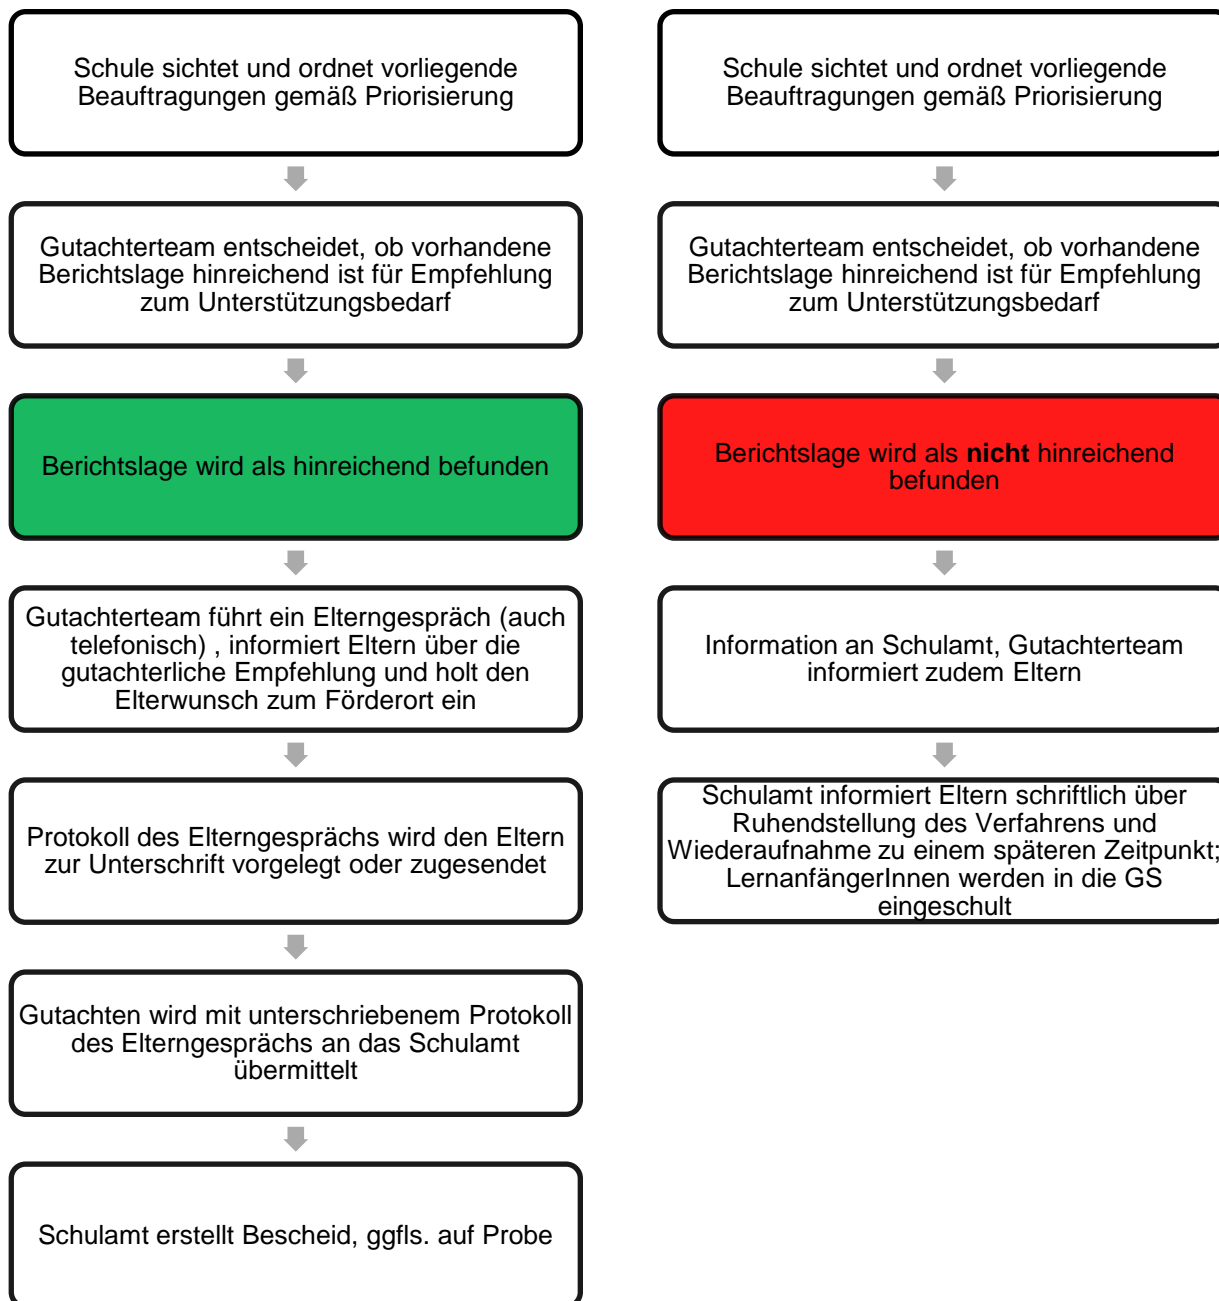 Schule sichtet und ordnet vorliegende
Beauftragungen gemäß Priorisierung
Gutachterteam entscheidet, ob vorhandene
Berichtslage hinreichend ist für Empfehlung
zum Unterstützungsbedarf
Berichtslage wird als hinreichend befunden
Gutachterteam führt ein Elterngespräch (auch
telefonisch) , informiert Eltern über die
gutachterliche Empfehlung und holt den
Elterwunsch zum Förderort ein
Protokoll des Elterngesprächs wird den Eltern
zur Unterschrift vorgelegt oder zugesendet
Gutachten wird mit unterschriebenem Protokoll
des Elterngesprächs an das Schulamt
übermittelt
Schulamt erstellt Bescheid, ggfls. auf Probe
Schule sichtet und ordnet vorliegende
Beauftragungen gemäß Priorisierung
Gutachterteam entscheidet, ob vorhandene
Berichtslage hinreichend ist für Empfehlung
zum Unterstützungsbedarf
Berichtslage wird als nicht hinreichend
befunden
Information an Schulamt, Gutachterteam
informiert zudem Eltern
Schulamt informiert Eltern schriftlich über
Ruhendstellung des Verfahrens und
Wiederaufnahme zu einem späteren Zeitpunkt;
LernanfängerInnen werden in die GS
eingeschult